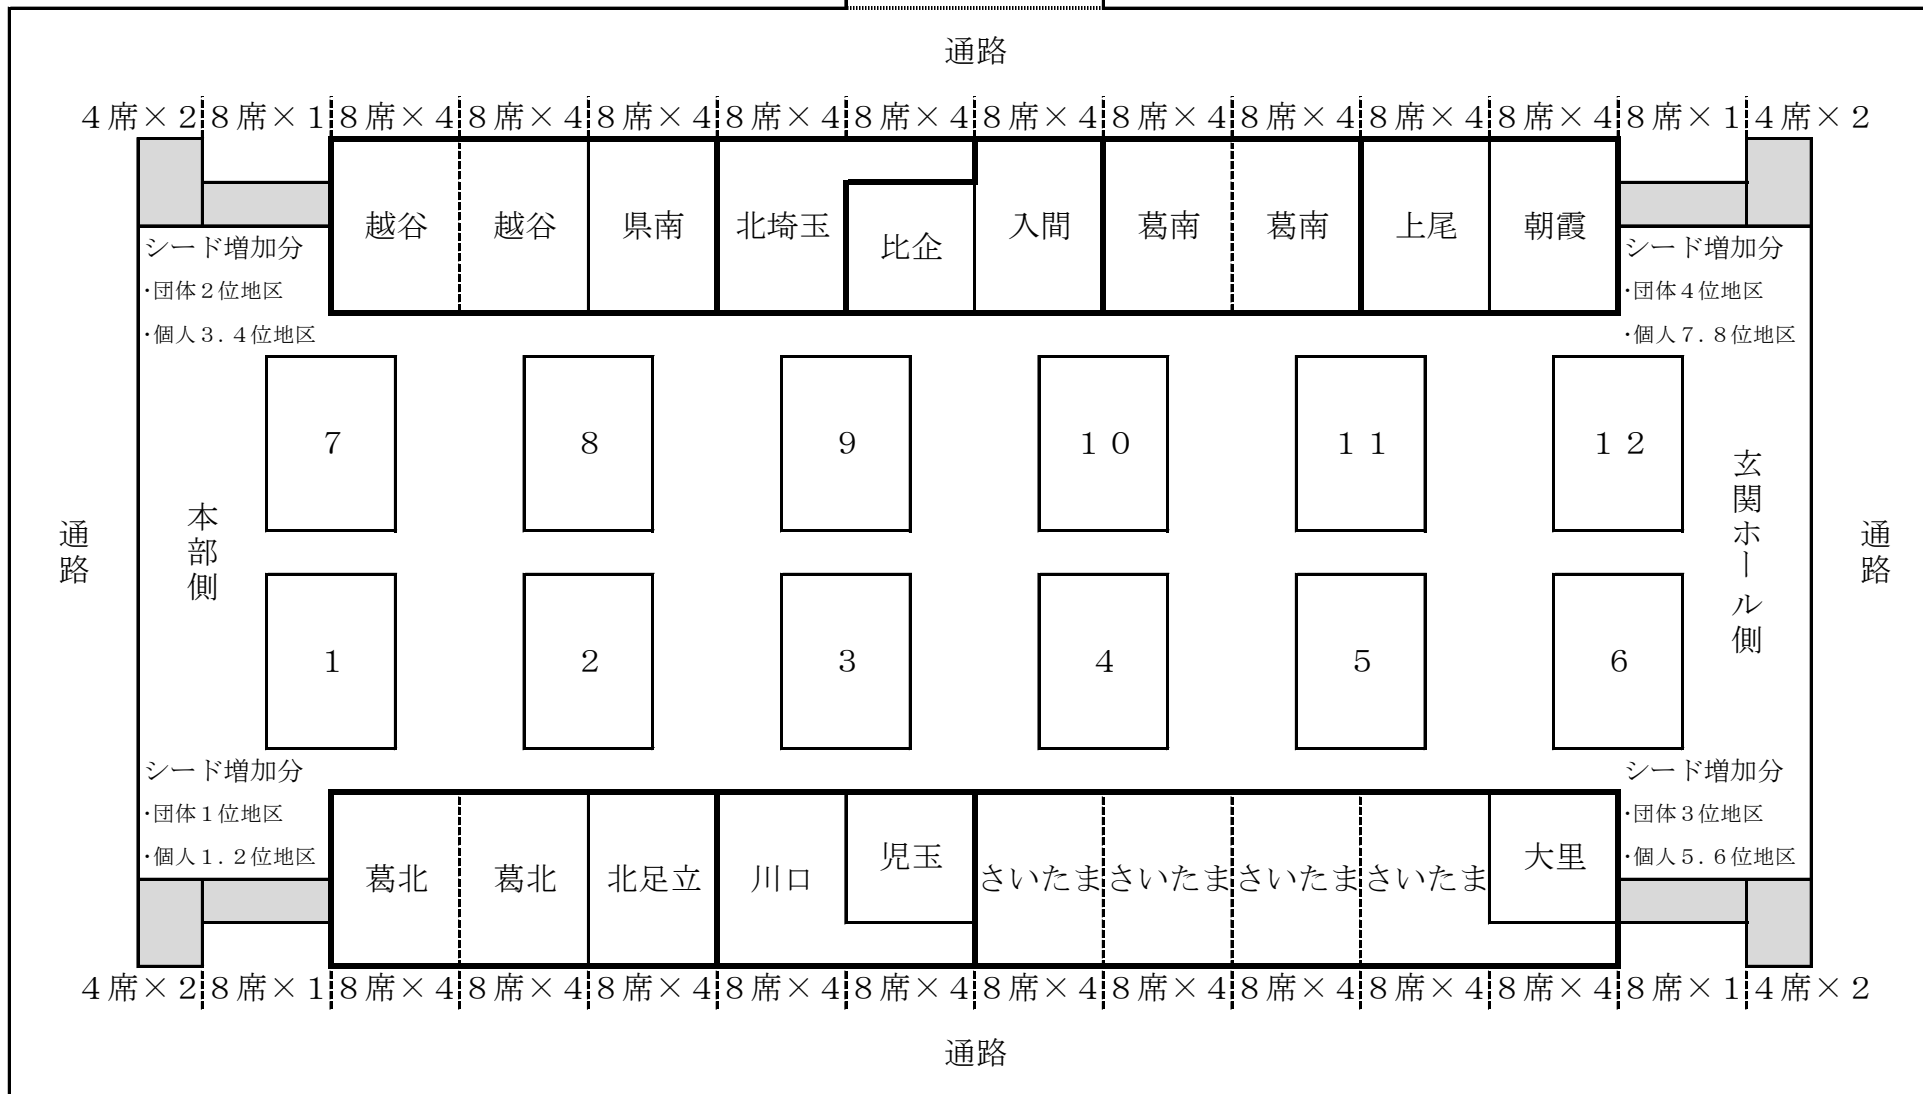 通路
４席×２ ８席×１ ８席×４ ８席×４ ８席×４ ８席×４ ８席×４ ８席×４ ８席×４ ８席×４ ８席×４ ８席×４ ８席×１ ４席×２
越谷 越谷 県南 北埼玉 比企 入間 葛南 葛南 上尾 朝霞
シード増加分
・団体２位地区
・個人３．４位地区
シード増加分
・団体４位地区
・個人７．８位地区
７ ８ ９ １０ １１ １２
通路
本部側
玄関ホール側
通路
１ ２ ３ ４ ５ ６
シード増加分
・団体１位地区
・個人１．２位地区
シード増加分
・団体３位地区
・個人５．６位地区
葛北 葛北 北足立 川口 児玉 さいたま さいたま さいたま さいたま 大里
４席×２ ８席×１ ８席×４ ８席×４ ８席×４ ８席×４ ８席×４ ８席×４ ８席×４ ８席×４ ８席×４ ８席×４ ８席×１ ４席×２
通路